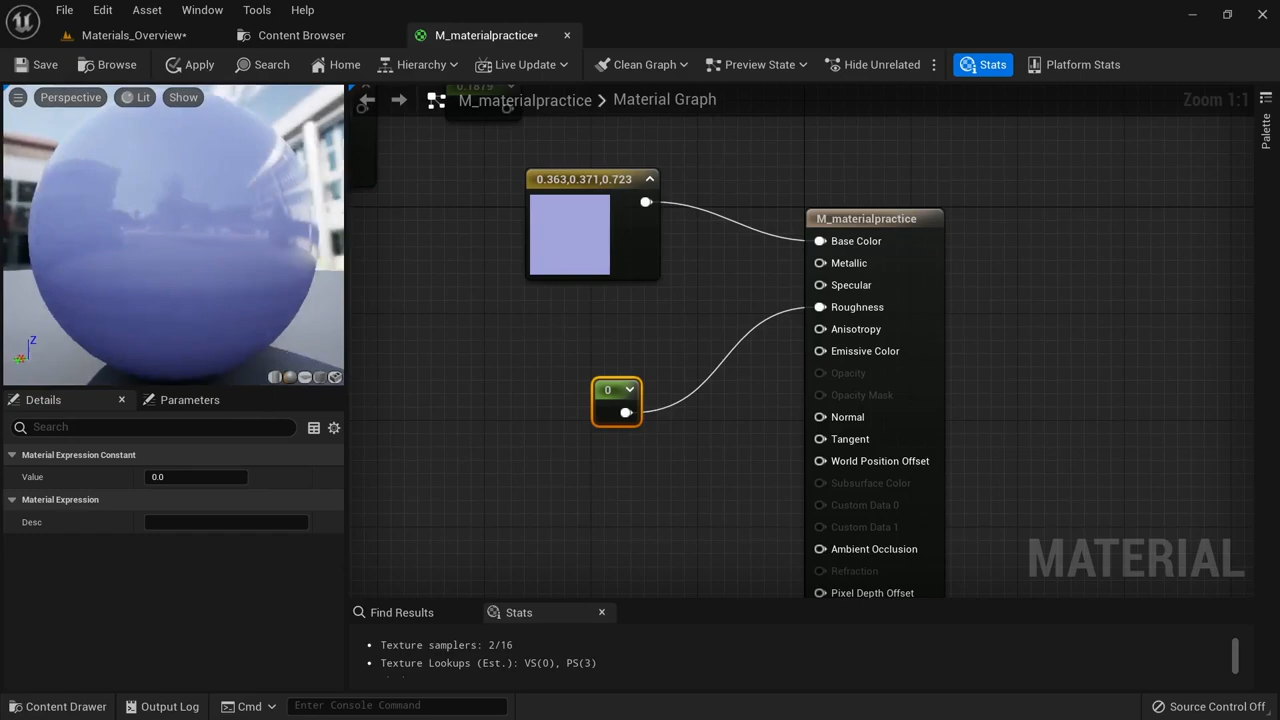 File Edit Asset Window Tools Help
Materials_Overview* Content Browser M_materialpractice*
Save Browse Apply Search Home Hierarchy Live Update Clean Graph Preview State Hide Unrelated Stats Platform Stats
Perspective Lit Show
0.1879
M_materialpractice > Material Graph Zoom 1:1
Palette
0.363,0.371,0.723
M_materialpractice
Base Color
Metallic
Specular
Roughness
Anisotropy
Emissive Color
Opacity
Opacity Mask
Normal
Tangent
World Position Offset
Subsurface Color
Custom Data 0
Custom Data 1
Ambient Occlusion
Refraction
Pixel Depth Offset
0
Z
MATERIAL
Details Parameters
Search
Material Expression Constant
Value 0.0
Material Expression
Desc
Find Results Stats
Texture samplers: 2/16
Texture Lookups (Est.): VS(0), PS(3)
Content Drawer Output Log Cmd Enter Console Command Source Control Off